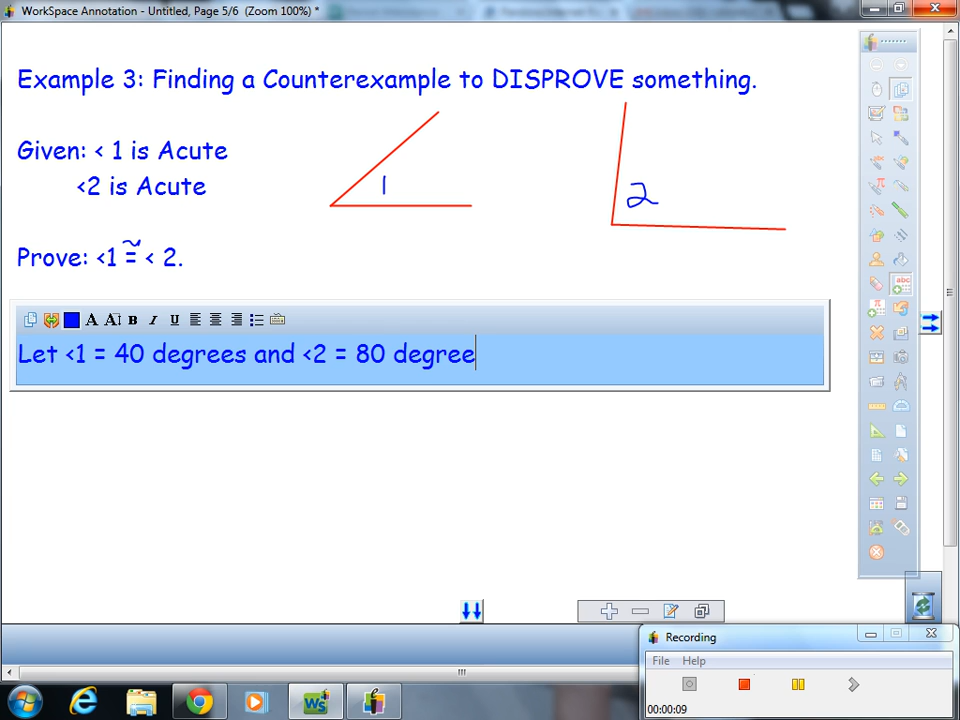 WorkSpace Annotation - Untitled, Page 5/6 (Zoom 100%) *
Example 3: Finding a Counterexample to DISPROVE something.
Given: < 1 is Acute
<2 is Acute
1
2
Prove: <1 ≅ < 2.
A A B I U
Let <1 = 40 degrees and <2 = 80 degree
abc
Recording
File Help
00:00:09
WS